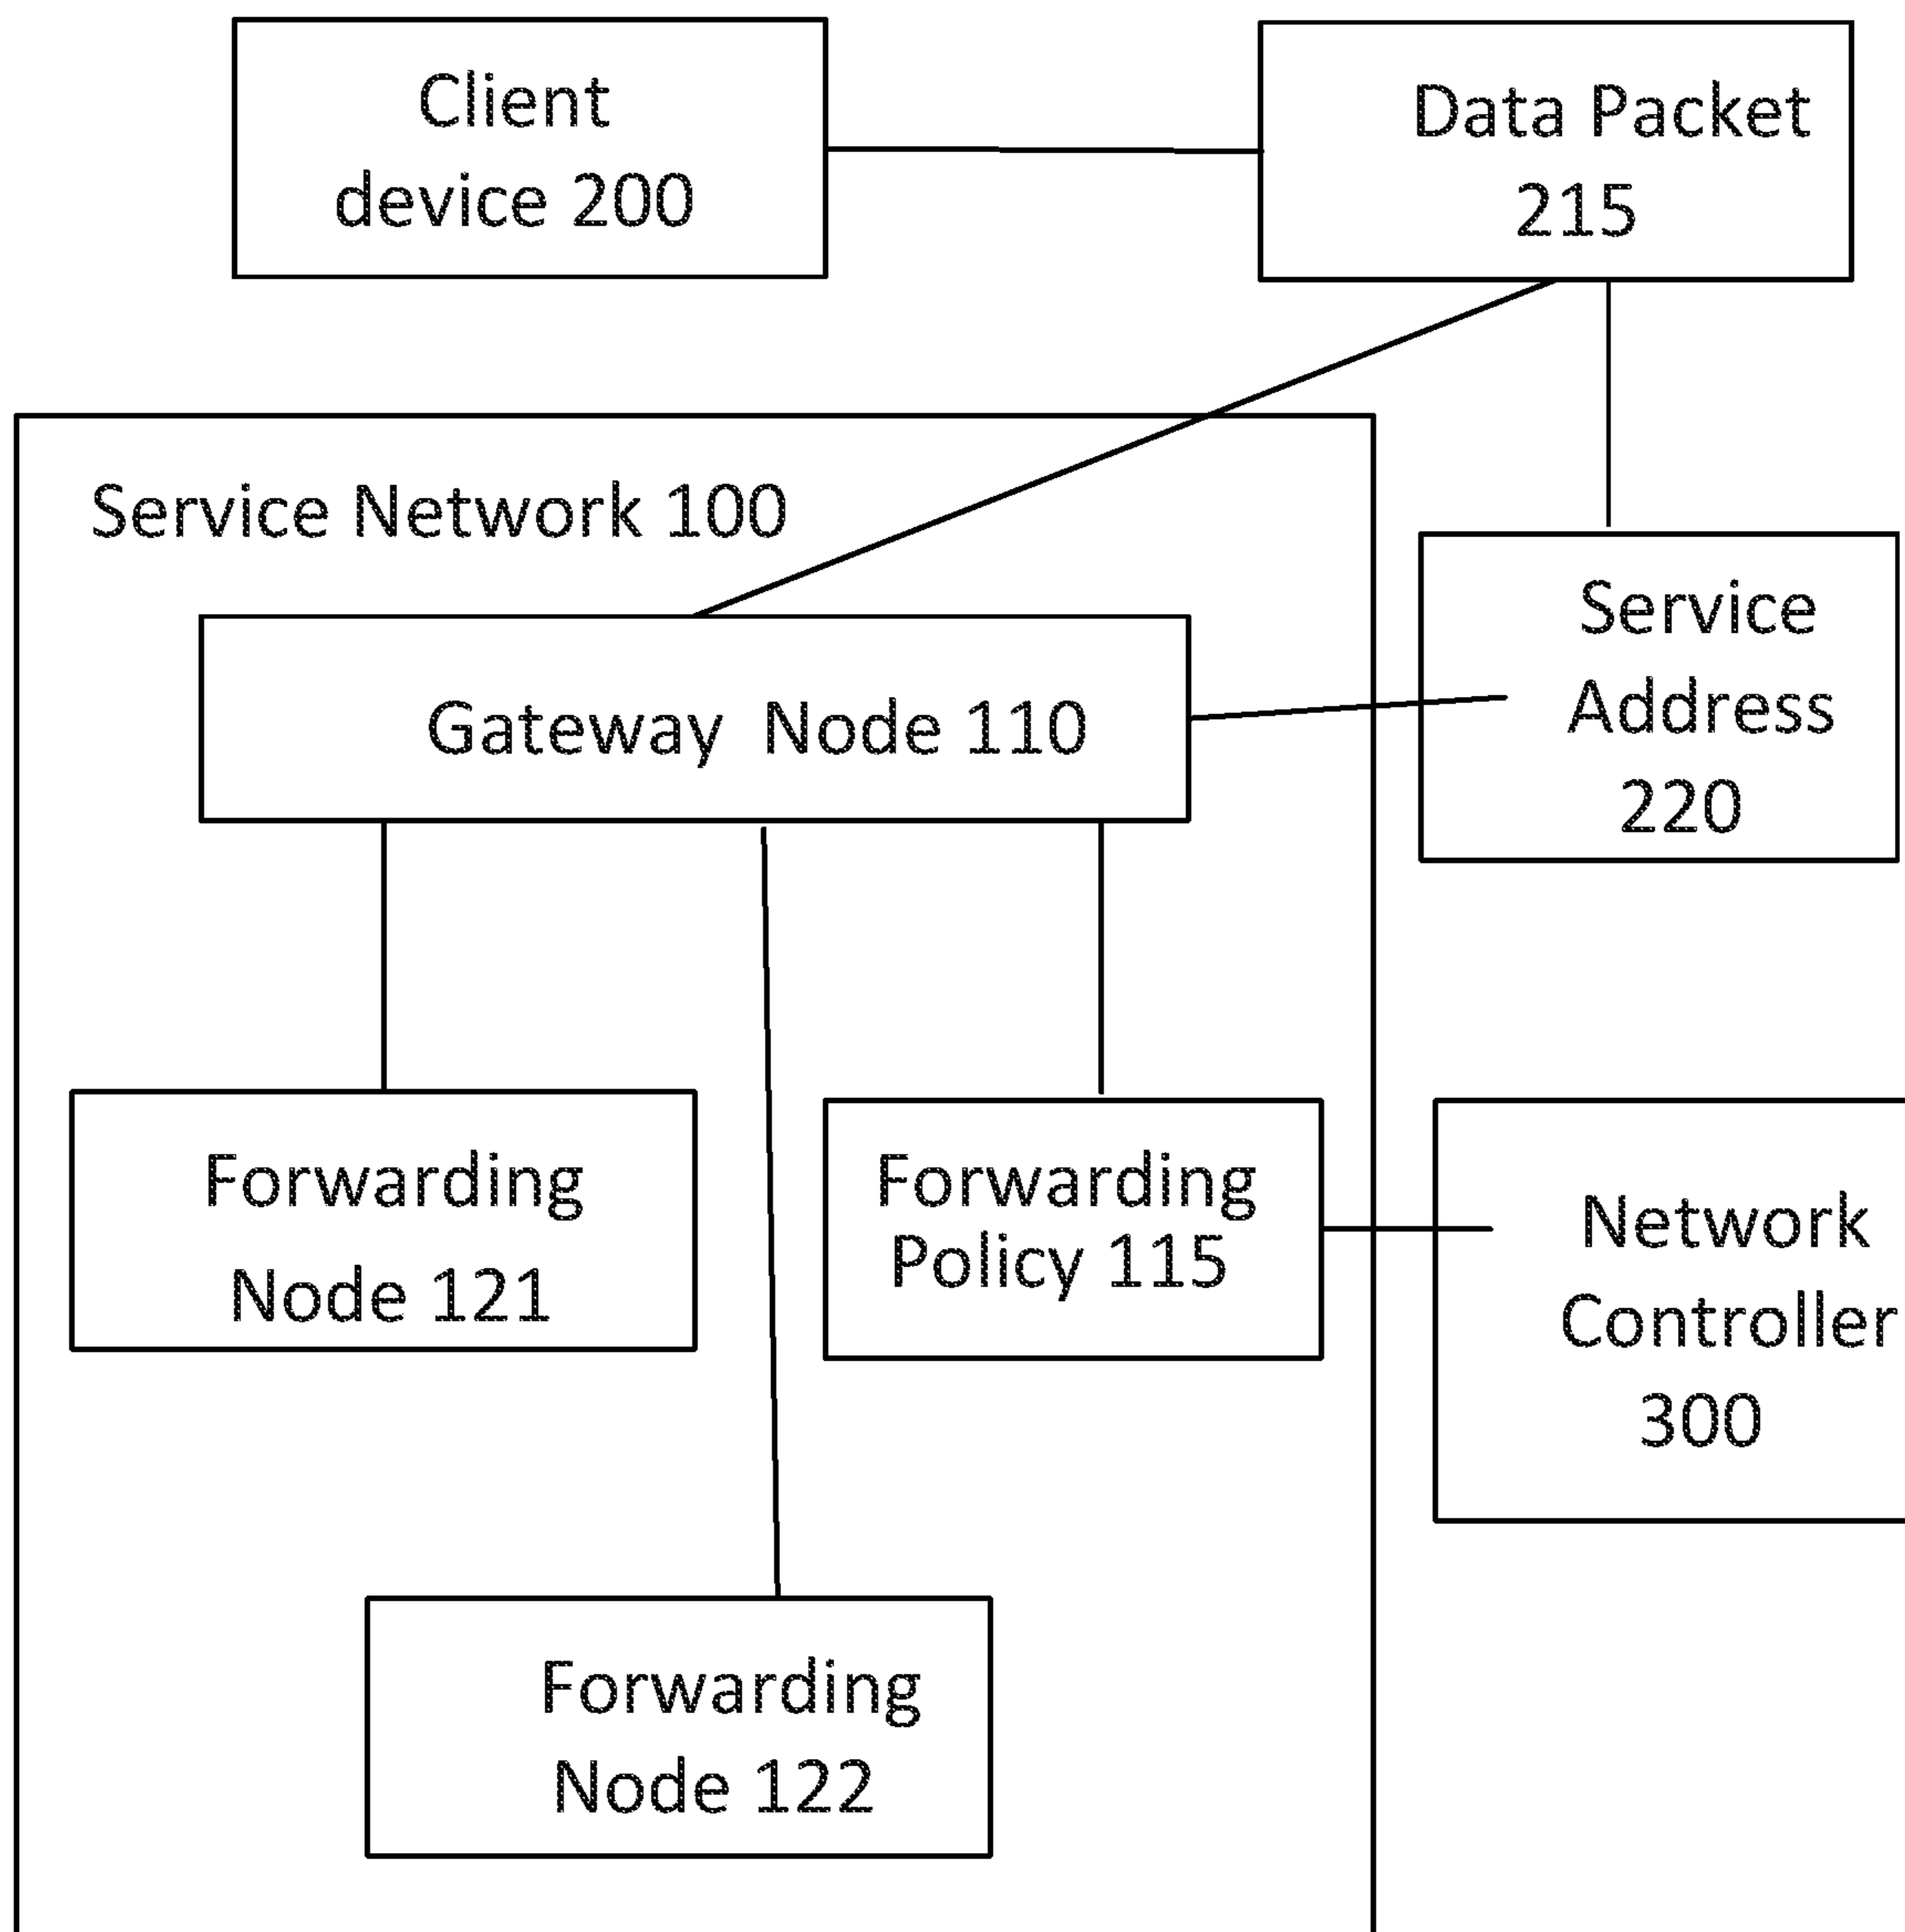 Client
device 200
Data Packet
215
Service Network 100
Service
Address
220
Gateway Node 110
Forwarding
Node 121
Forwarding
Policy 115
Network
Controller
300
Forwarding
Node 122